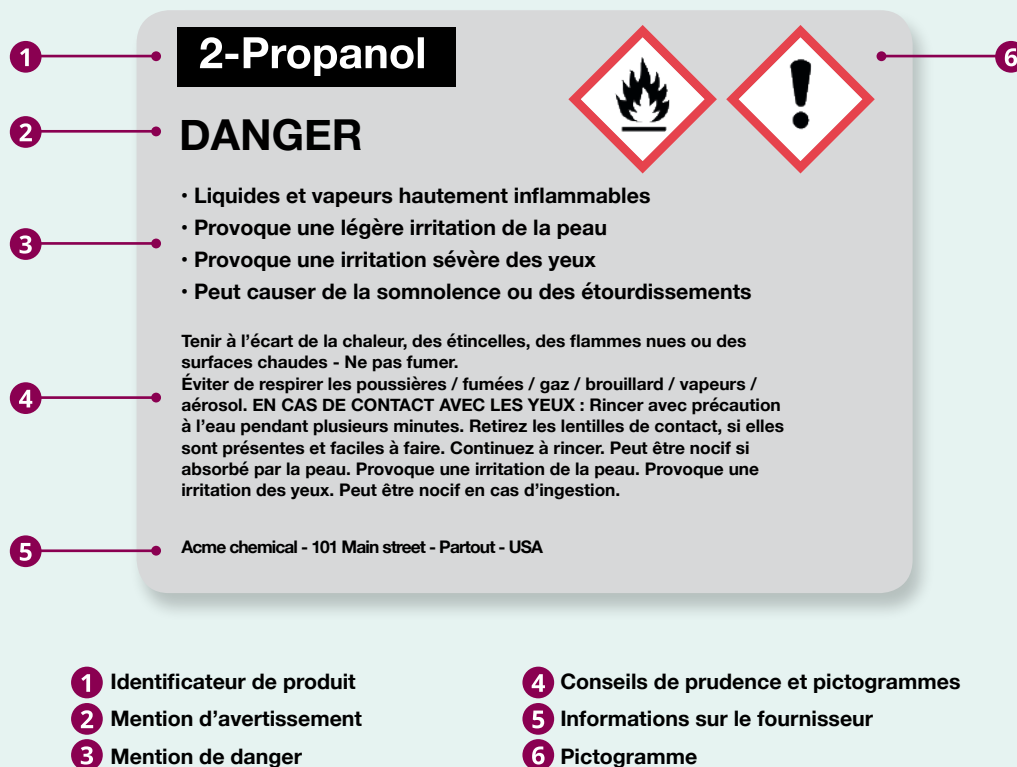 1
2-Propanol
6
2
DANGER
3
• Liquides et vapeurs hautement inflammables
• Provoque une légère irritation de la peau
• Provoque une irritation sévère des yeux
• Peut causer de la somnolence ou des étourdissements
4
Tenir à l’écart de la chaleur, des étincelles, des flammes nues ou des
surfaces chaudes - Ne pas fumer.
Éviter de respirer les poussières / fumées / gaz / brouillard / vapeurs /
aérosol. EN CAS DE CONTACT AVEC LES YEUX : Rincer avec précaution
à l’eau pendant plusieurs minutes. Retirez les lentilles de contact, si elles
sont présentes et faciles à faire. Continuez à rincer. Peut être nocif si
absorbé par la peau. Provoque une irritation de la peau. Provoque une
irritation des yeux. Peut être nocif en cas d’ingestion.
5
Acme chemical - 101 Main street - Partout - USA
1 Identificateur de produit
2 Mention d’avertissement
3 Mention de danger
4 Conseils de prudence et pictogrammes
5 Informations sur le fournisseur
6 Pictogramme